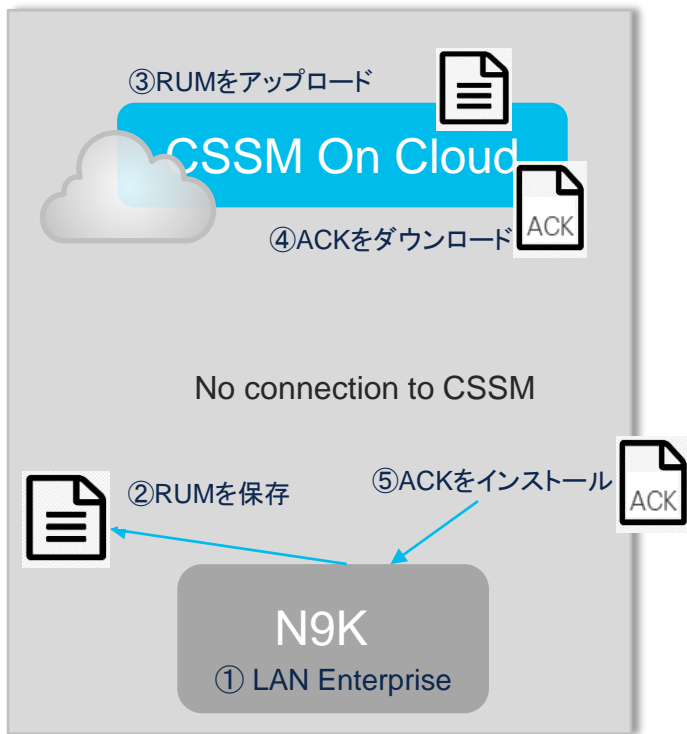 ③RUMをアップロード
CSSM On Cloud
④ACKをダウンロード
ACK
No connection to CSSM
②RUMを保存
⑤ACKをインストール
ACK
N9K
① LAN Enterprise